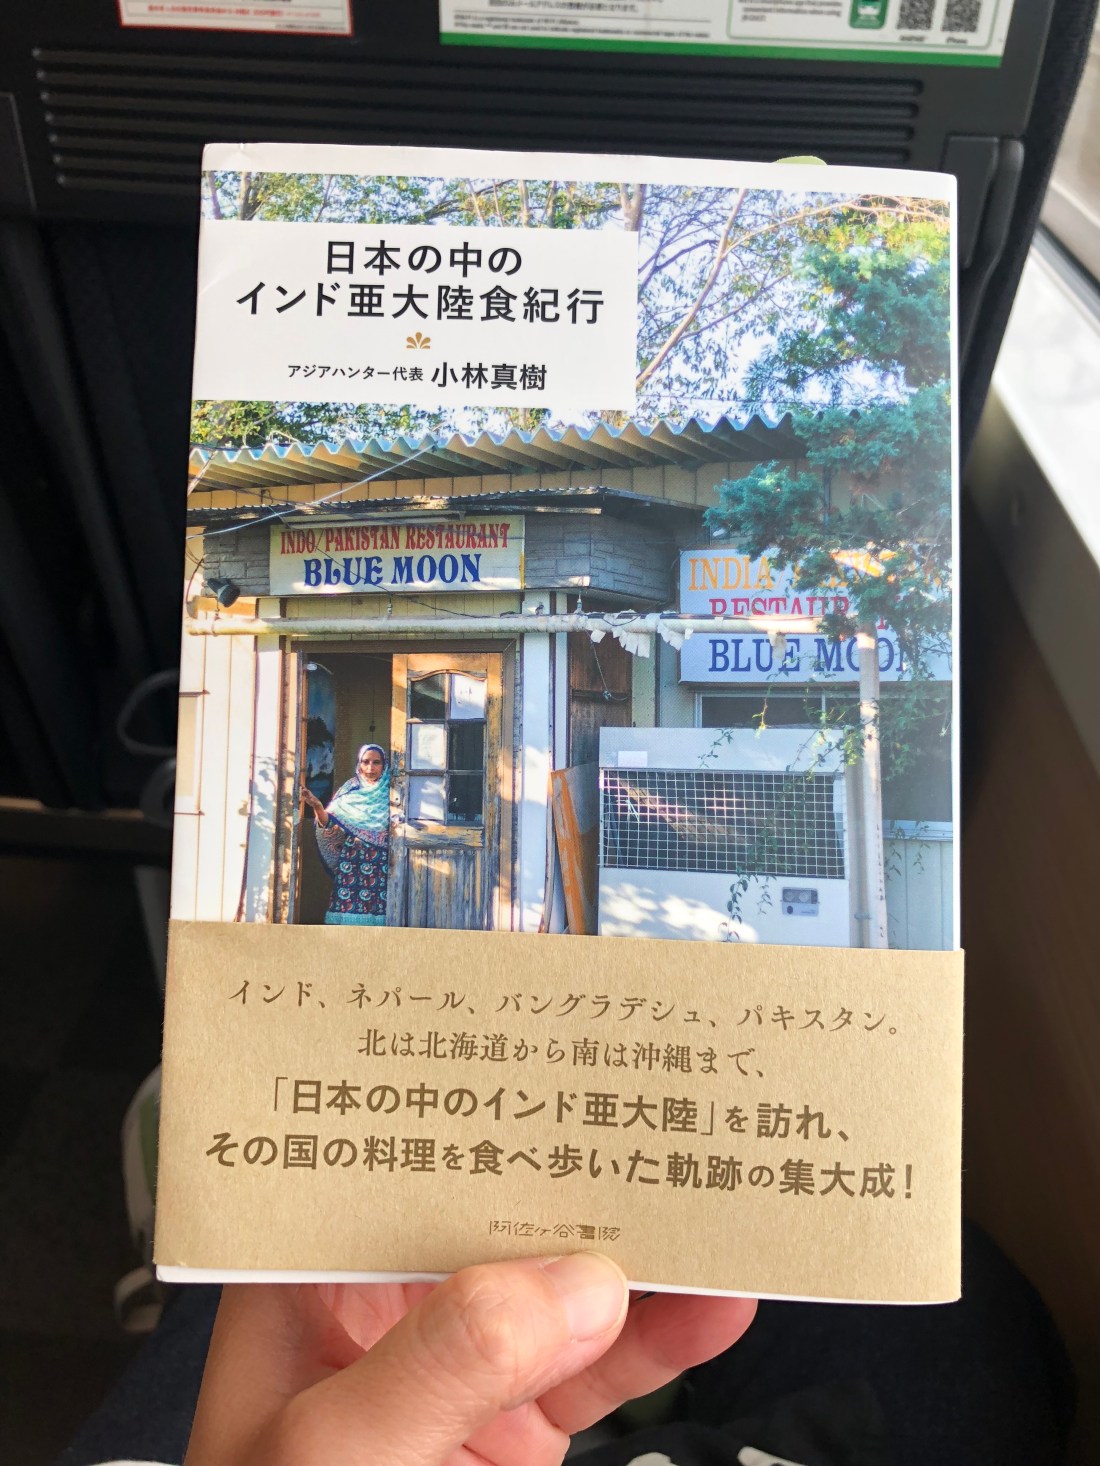 日本の中の
インド亜大陸食紀行
アジアハンター代表 小林真樹
INDO/PAKISTAN RESTAURANT
BLUE MOON
INDIA
RESTAUR
BLUE MOON
インド、ネパール、バングラデシュ、パキスタン。
北は北海道から南は沖縄まで、
「日本の中のインド亜大陸」を訪れ、
その国の料理を食べ歩いた軌跡の集大成！
阿佐ヶ谷書院